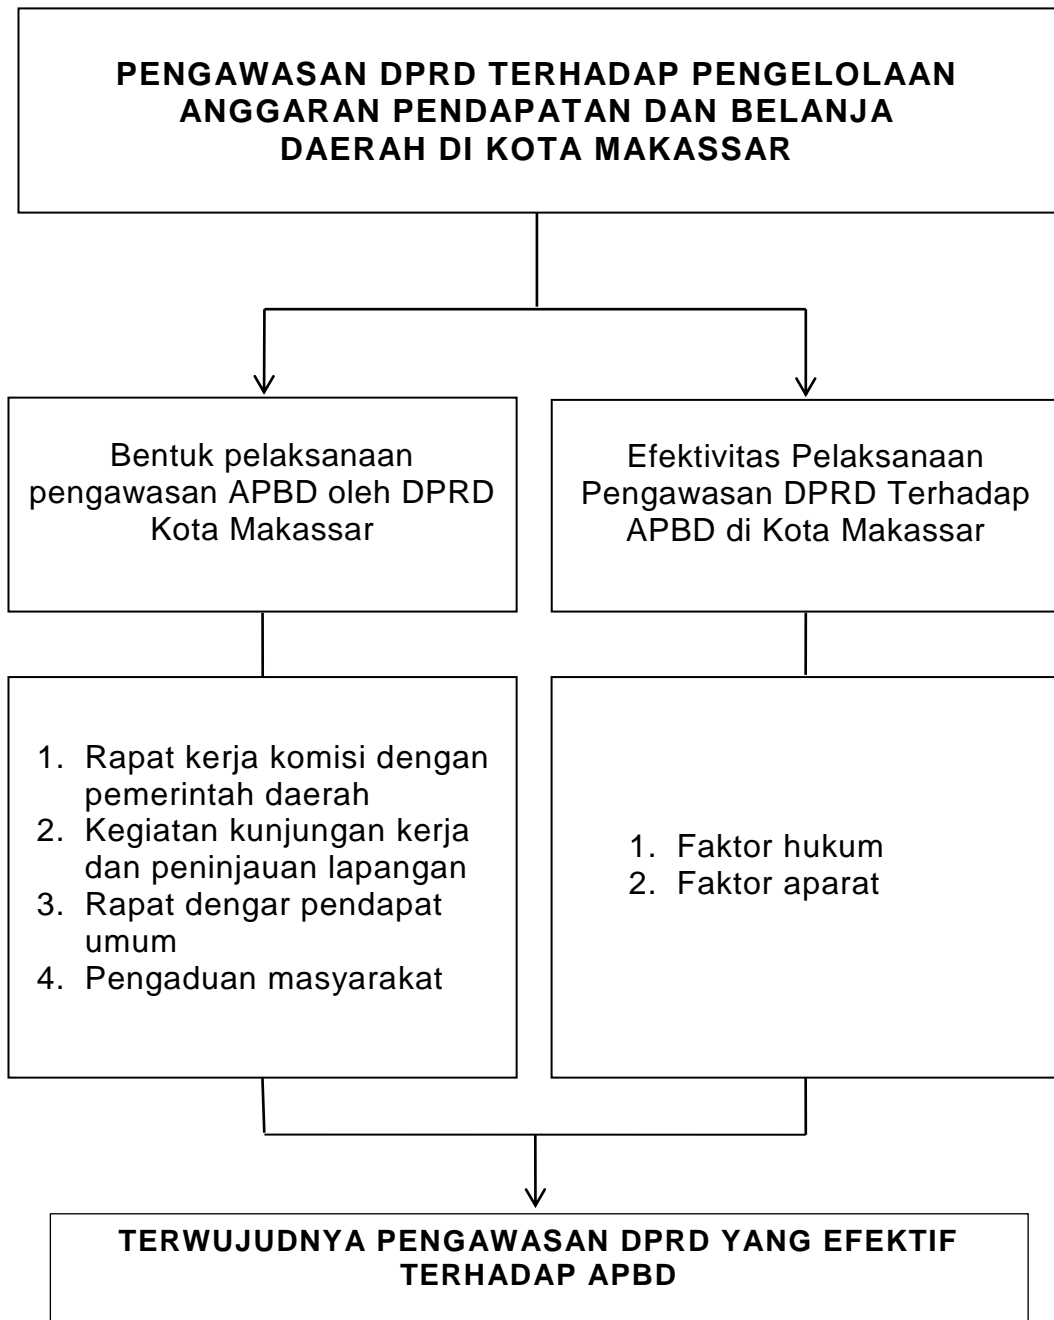 PENGAWASAN DPRD TERHADAP PENGELOLAAN
ANGGARAN PENDAPATAN DAN BELANJA
DAERAH DI KOTA MAKASSAR
Bentuk pelaksanaan
pengawasan APBD oleh DPRD
Kota Makassar
Efektivitas Pelaksanaan
Pengawasan DPRD Terhadap
APBD di Kota Makassar
1. Rapat kerja komisi dengan
pemerintah daerah
2. Kegiatan kunjungan kerja
dan peninjauan lapangan
3. Rapat dengar pendapat
umum
4. Pengaduan masyarakat
1. Faktor hukum
2. Faktor aparat
TERWUJUDNYA PENGAWASAN DPRD YANG EFEKTIF
TERHADAP APBD